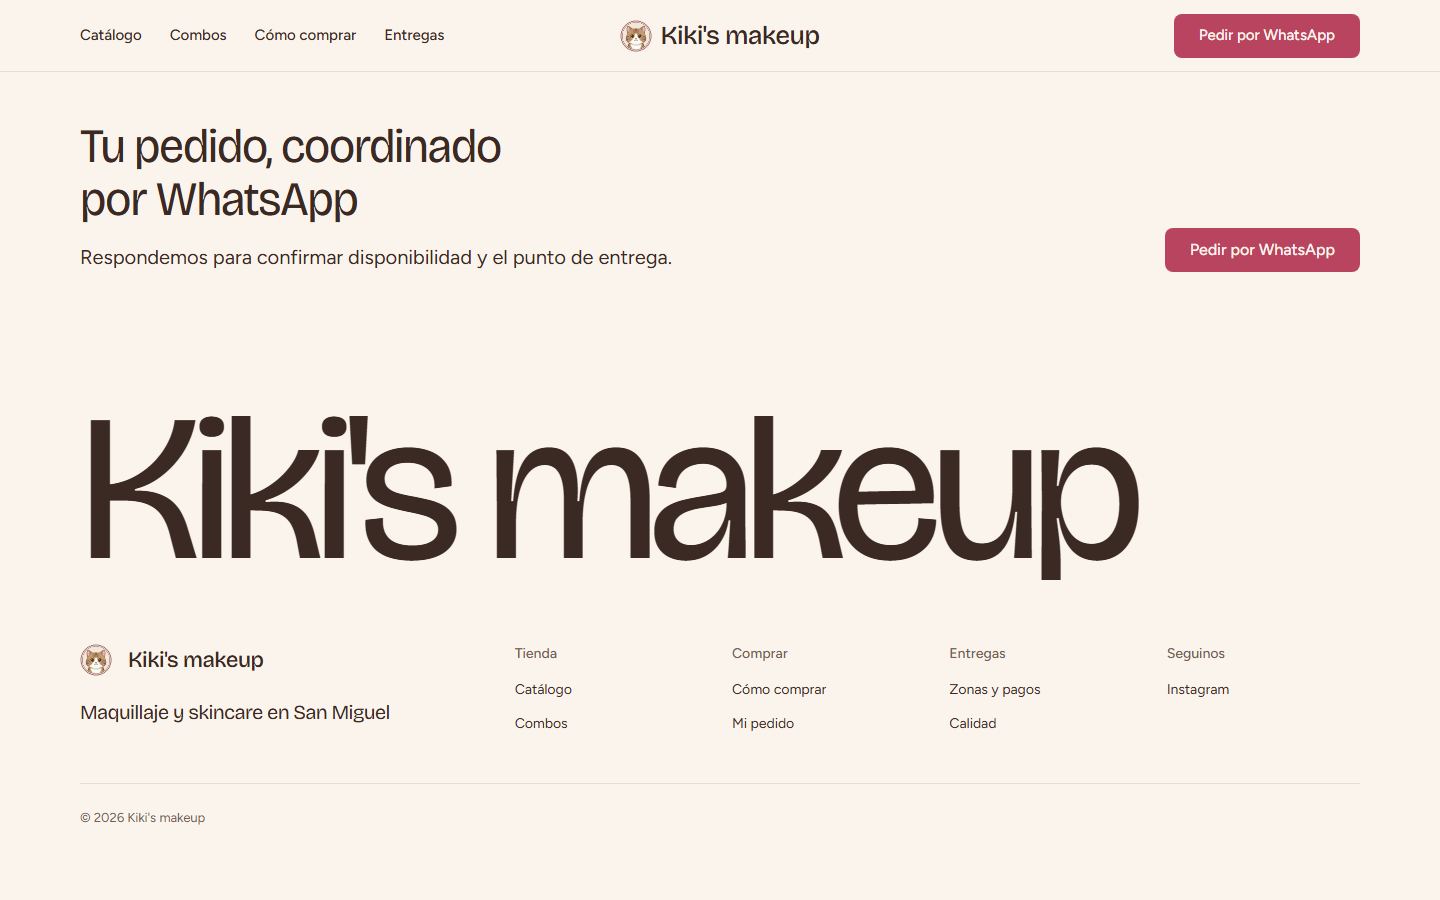 Catálogo
Combos
Cómo comprar
Entregas
Kiki's makeup
Pedir por WhatsApp
Tu pedido, coordinado
por WhatsApp
Respondemos para confirmar disponibilidad y el punto de entrega.
Pedir por WhatsApp
Kiki's makeup
Kiki's makeup
Maquillaje y skincare en San Miguel
Tienda
Catálogo
Combos
Comprar
Cómo comprar
Mi pedido
Entregas
Zonas y pagos
Calidad
Seguinos
Instagram
© 2026 Kiki's makeup